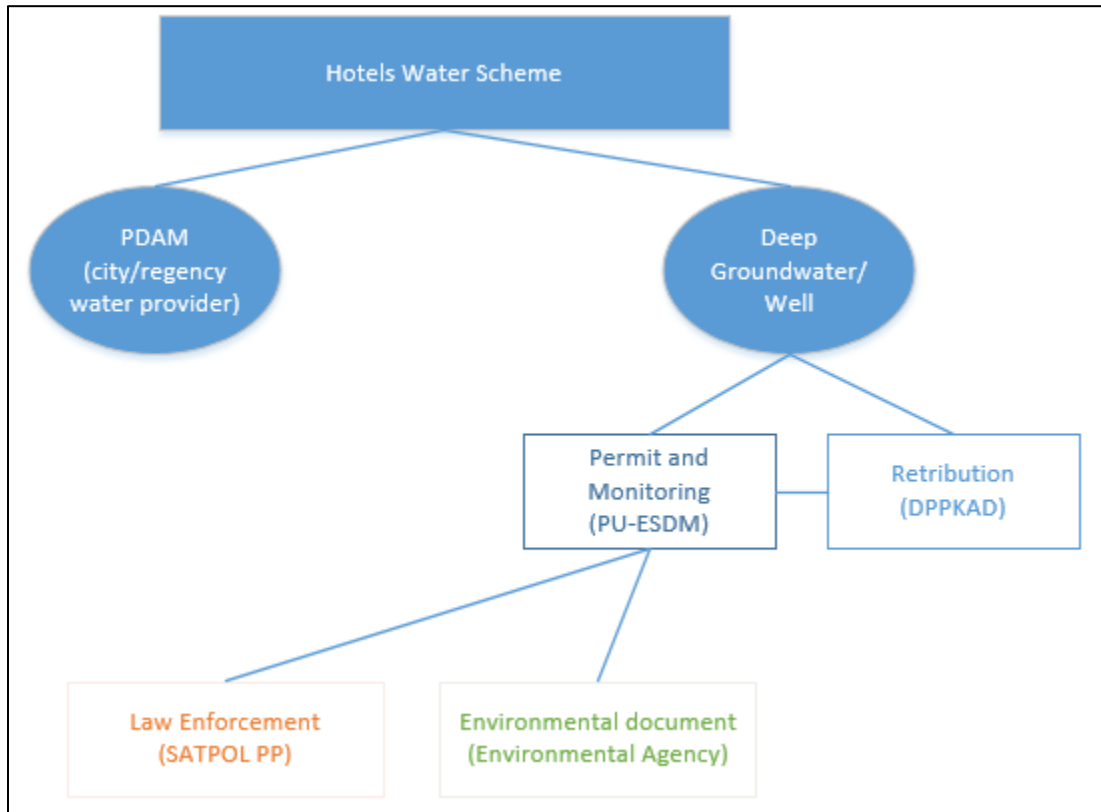 Hotels Water Scheme
PDAM
(city/regency
water provider)
Deep
Groundwater/
Well
Permit and
Monitoring
(PU-ESDM)
Retribution
(DPPKAD)
Law Enforcement
(SATPOL PP)
Environmental document
(Environmental Agency)